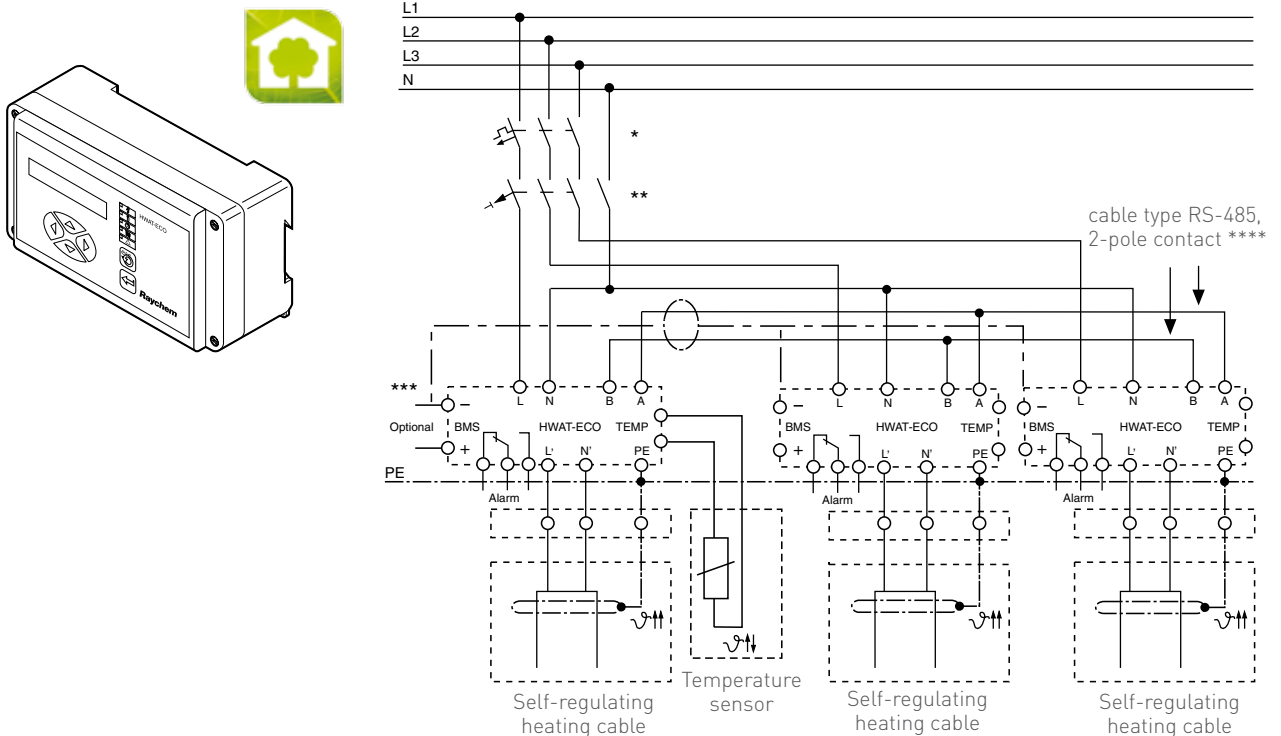 L1
L2
L3
N
*
**
cable type RS-485,
2-pole contact ****
HWAT-ECO
Raychem
***
L N B A
Optional
BMS
HWAT-ECO
TEMP
L' N' PE
Alarm
L N B A
BMS
HWAT-ECO
TEMP
L' N' PE
Alarm
L N B A
BMS
HWAT-ECO
TEMP
L' N' PE
Alarm
PE
Self-regulating
heating cable
Temperature
sensor
Self-regulating
heating cable
Self-regulating
heating cable